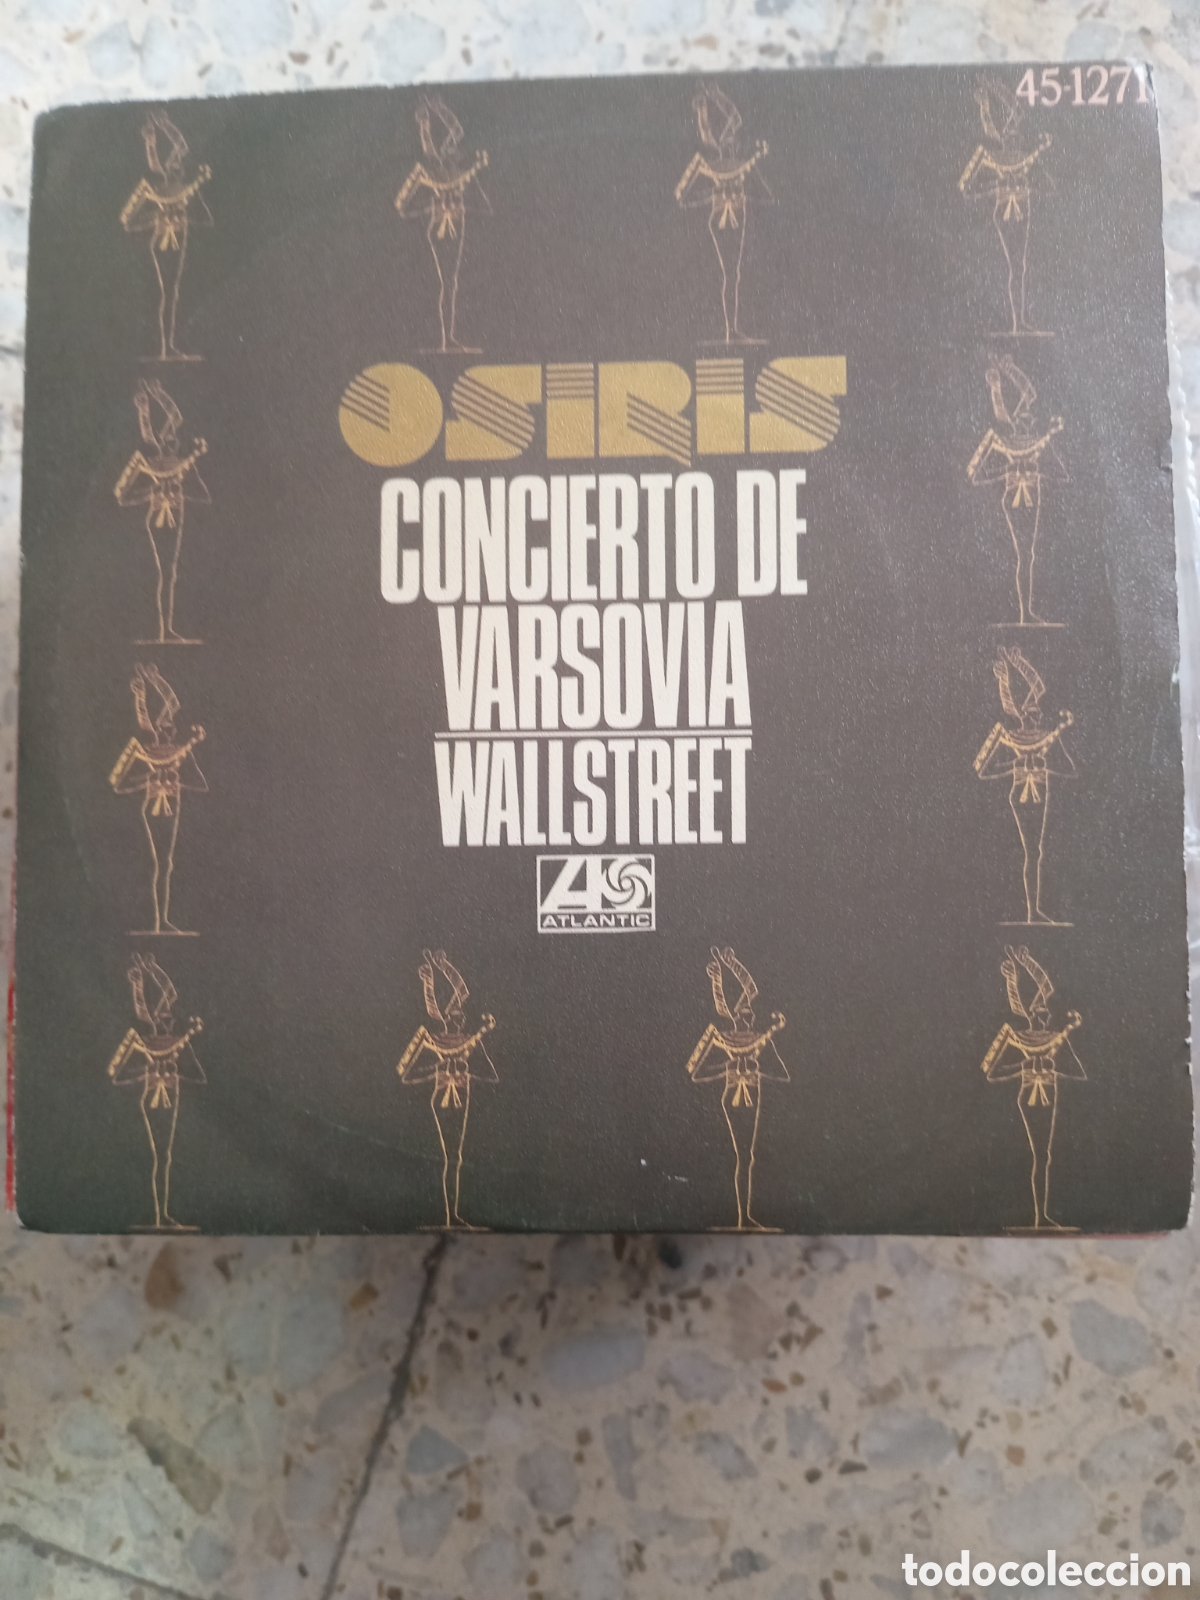 45-1271
OSIRIS
CONCIERTO DE
VARSOVIA
WALLSTREET
ATLANTIC
todocoleccion